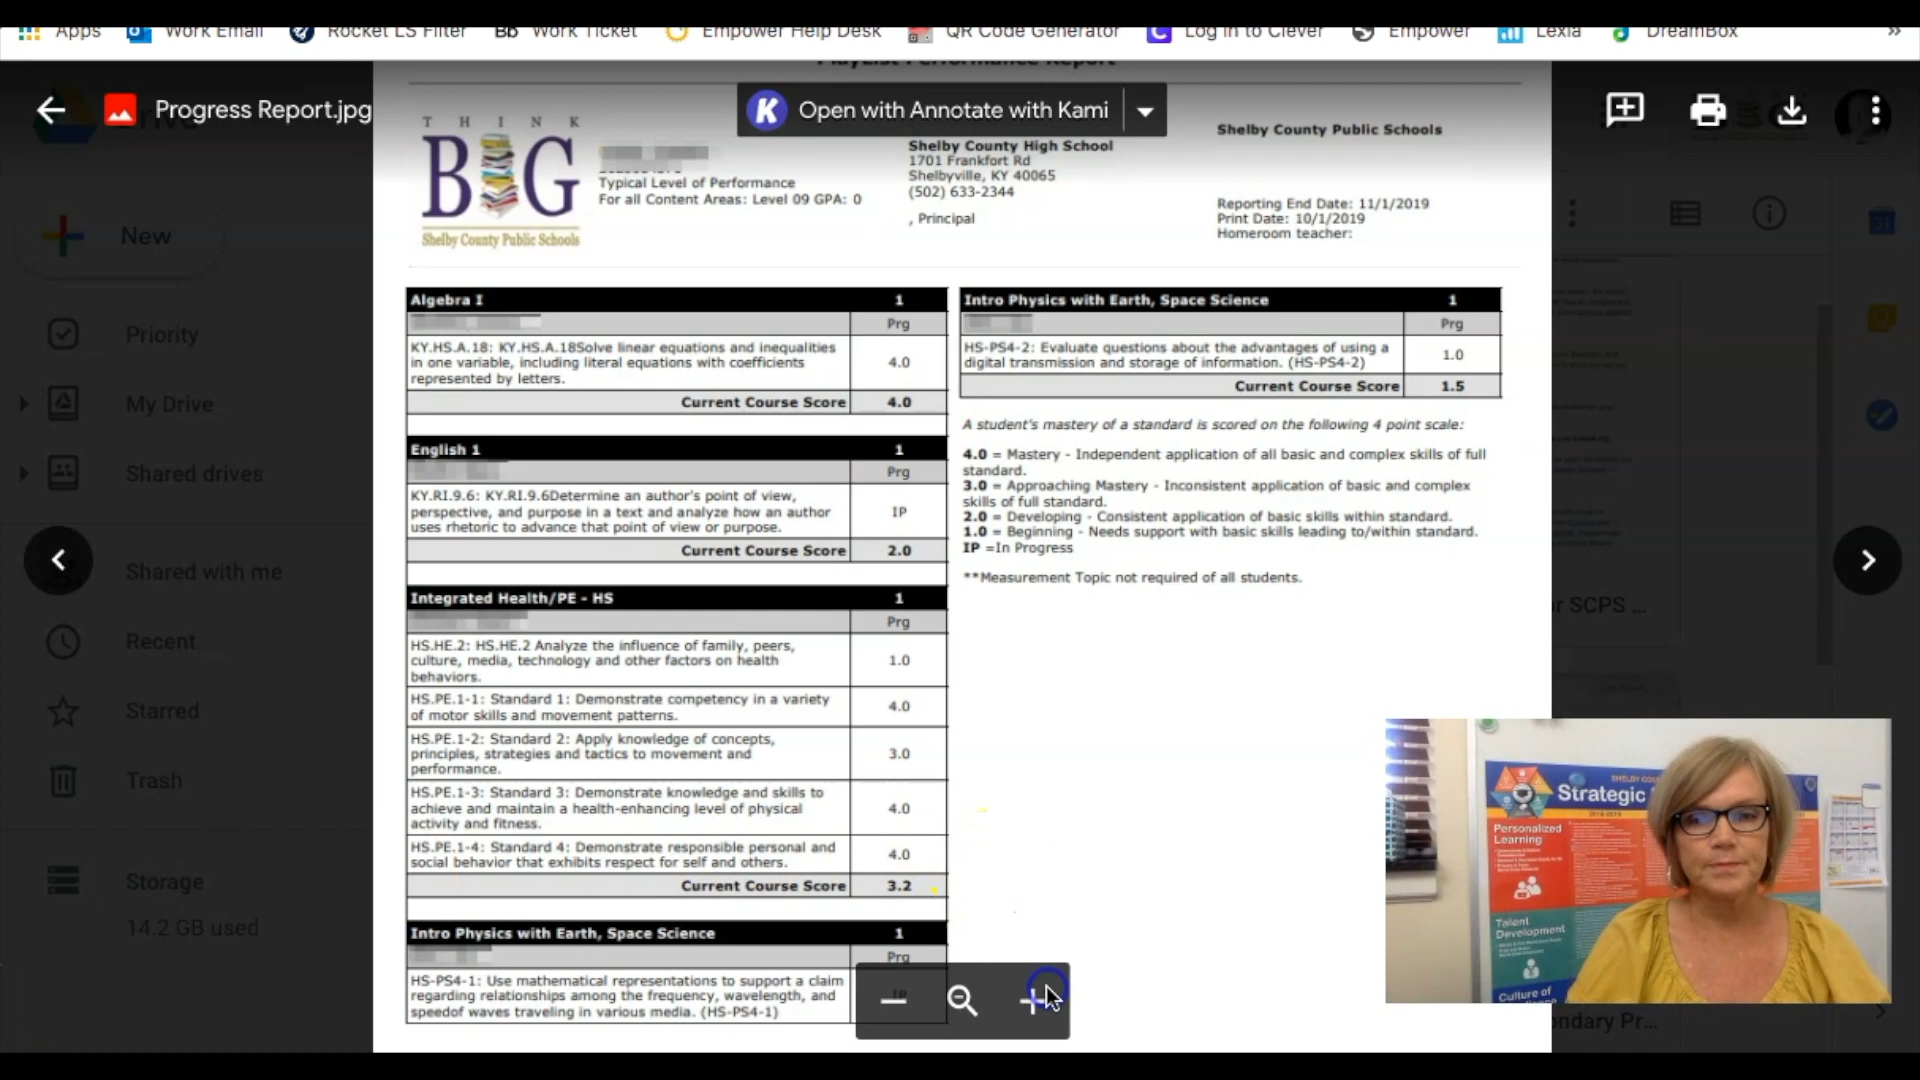 Apps Work Email Rocket LS Filter Bb Work Ticket Empower Help Desk QR Code Generator Log in to Clever Empower Lexia DreamBox »
PlayList Performance Report
Progress Report.jpg
K Open with Annotate with Kami
New
Priority
My Drive
Shared drives
Shared with me
Recent
Starred
Trash
Storage
14.2 GB used
THINK
BIG
Shelby County Public Schools
Typical Level of Performance
For all Content Areas: Level 09 GPA: 0
Shelby County High School
1701 Frankfort Rd
Shelbyville, KY 40065
(502) 633-2344
, Principal
Shelby County Public Schools
Reporting End Date: 11/1/2019
Print Date: 10/1/2019
Homeroom teacher:
Algebra I 1
Prg
KY.HS.A.18: KY.HS.A.18Solve linear equations and inequalities
in one variable, including literal equations with coefficients 4.0
represented by letters.
Current Course Score 4.0
English 1 1
Prg
KY.RI.9.6: KY.RI.9.6Determine an author's point of view,
perspective, and purpose in a text and analyze how an author IP
uses rhetoric to advance that point of view or purpose.
Current Course Score 2.0
Integrated Health/PE - HS 1
Prg
HS.HE.2: HS.HE.2 Analyze the influence of family, peers,
culture, media, technology and other factors on health 1.0
behaviors.
HS.PE.1-1: Standard 1: Demonstrate competency in a variety 4.0
of motor skills and movement patterns.
HS.PE.1-2: Standard 2: Apply knowledge of concepts,
principles, strategies and tactics to movement and 3.0
performance.
HS.PE.1-3: Standard 3: Demonstrate knowledge and skills to
achieve and maintain a health-enhancing level of physical 4.0
activity and fitness.
HS.PE.1-4: Standard 4: Demonstrate responsible personal and 4.0
social behavior that exhibits respect for self and others.
Current Course Score 3.2
Intro Physics with Earth, Space Science 1
Prg
HS-PS4-1: Use mathematical representations to support a claim
regarding relationships among the frequency, wavelength, and IP
speedof waves traveling in various media. (HS-PS4-1)
Intro Physics with Earth, Space Science 1
Prg
HS-PS4-2: Evaluate questions about the advantages of using a 1.0
digital transmission and storage of information. (HS-PS4-2)
Current Course Score 1.5
A student's mastery of a standard is scored on the following 4 point scale:
4.0 = Mastery - Independent application of all basic and complex skills of full
standard.
3.0 = Approaching Mastery - Inconsistent application of basic and complex
skills of full standard.
2.0 = Developing - Consistent application of basic skills within standard.
1.0 = Beginning - Needs support with basic skills leading to/within standard.
IP =In Progress
**Measurement Topic not required of all students.
r SCPS ...
ondary Pr...
31
SHELBY COU
Strategic
2018-2019
Personalized
Learning
Talent
Development
Culture of